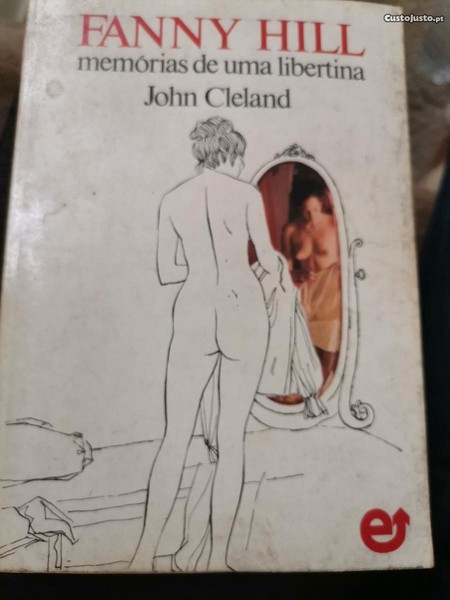 CustoJusto.pt
FANNY HILL
memórias de uma libertina
John Cleland
e